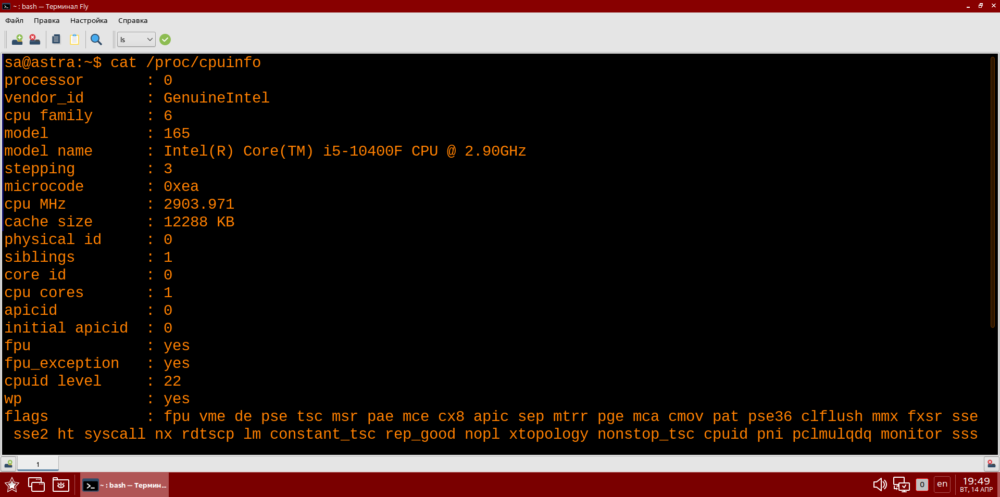 ~ : bash — Терминал Fly
Файл Правка Настройка Справка
ls
sa@astra:~$ cat /proc/cpuinfo
processor : 0
vendor_id : GenuineIntel
cpu family : 6
model : 165
model name : Intel(R) Core(TM) i5-10400F CPU @ 2.90GHz
stepping : 3
microcode : 0xea
cpu MHz : 2903.971
cache size : 12288 KB
physical id : 0
siblings : 1
core id : 0
cpu cores : 1
apicid : 0
initial apicid : 0
fpu : yes
fpu_exception : yes
cpuid level : 22
wp : yes
flags : fpu vme de pse tsc msr pae mce cx8 apic sep mtrr pge mca cmov pat pse36 clflush mmx fxsr sse
sse2 ht syscall nx rdtscp lm constant_tsc rep_good nopl xtopology nonstop_tsc cpuid pni pclmulqdq monitor sss
1
~ : bash — Термин...
0
en
19:49
ВТ, 14 АПР